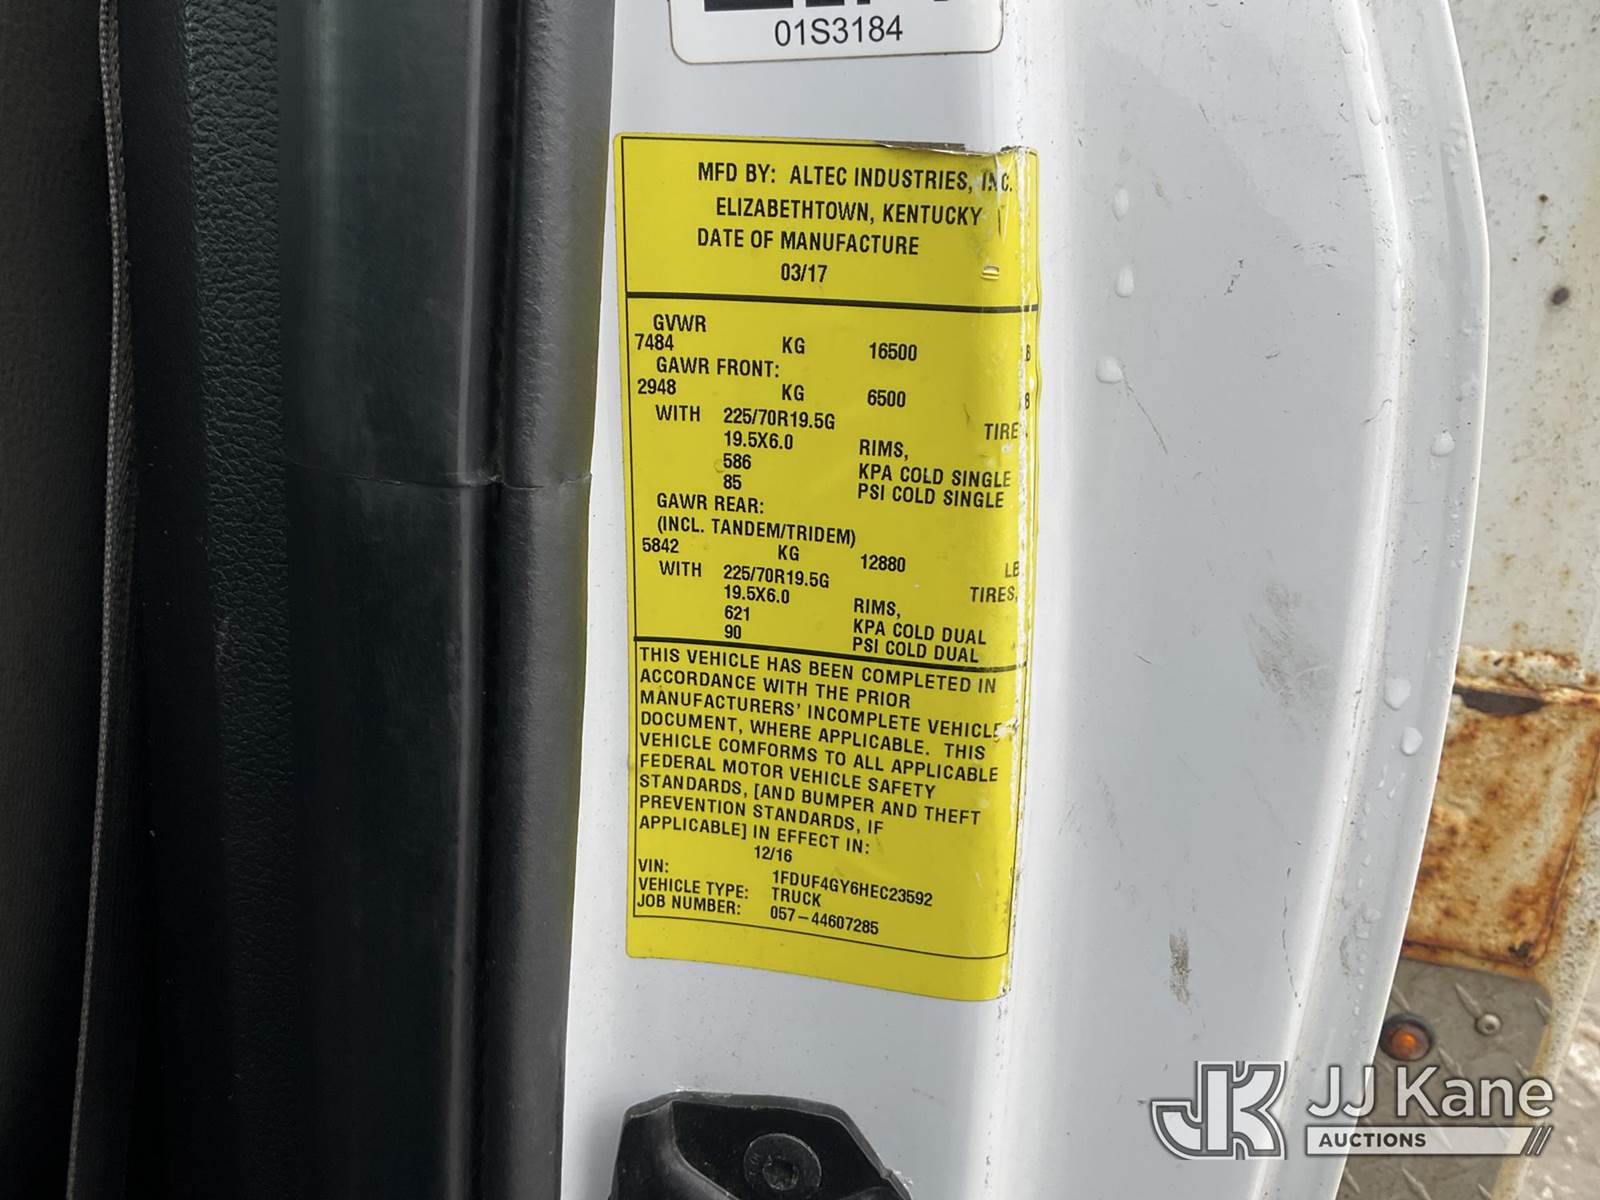 01S3184
MFD BY: ALTEC INDUSTRIES, INC.
ELIZABETHTOWN, KENTUCKY
DATE OF MANUFACTURE
03/17
GVWR
7484 KG 16500 LB
GAWR FRONT:
2948 KG 6500 B
WITH 225/70R19.5G TIRE
19.5X6.0 RIMS,
586 KPA COLD SINGLE
85 PSI COLD SINGLE
GAWR REAR:
(INCL. TANDEM/TRIDEM)
5842 KG 12880 LB
WITH 225/70R19.5G TIRES,
19.5X6.0 RIMS,
621 KPA COLD DUAL
90 PSI COLD DUAL
THIS VEHICLE HAS BEEN COMPLETED IN
ACCORDANCE WITH THE PRIOR
MANUFACTURERS' INCOMPLETE VEHICLE
DOCUMENT, WHERE APPLICABLE. THIS
VEHICLE COMFORMS TO ALL APPLICABLE
FEDERAL MOTOR VEHICLE SAFETY
STANDARDS, [AND BUMPER AND THEFT
PREVENTION STANDARDS, IF
APPLICABLE] IN EFFECT IN:
12/16
VIN: 1FDUF4GY6HEC23592
VEHICLE TYPE: TRUCK
JOB NUMBER: 057-44607285
JK JJ Kane
AUCTIONS